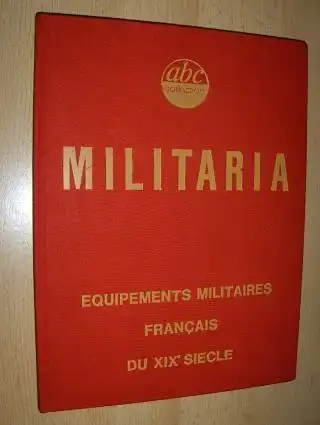 abc
collection
MILITARIA
EQUIPEMENTS MILITAIRES
FRANÇAIS
DU XIXᵉ SIECLE